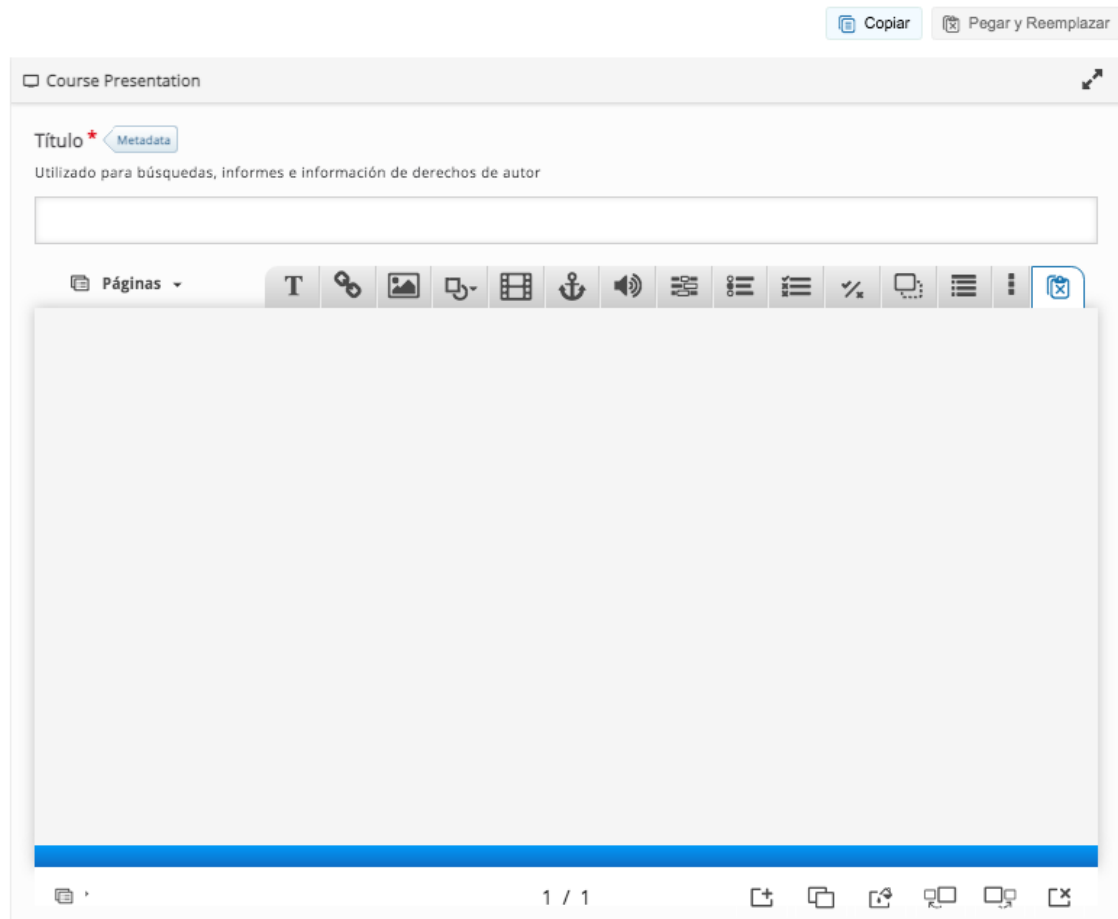 Copiar
Pegar y Reemplazar
Course Presentation
Título *
Metadata
Utilizado para búsquedas, informes e información de derechos de autor
Páginas
T
1 / 1